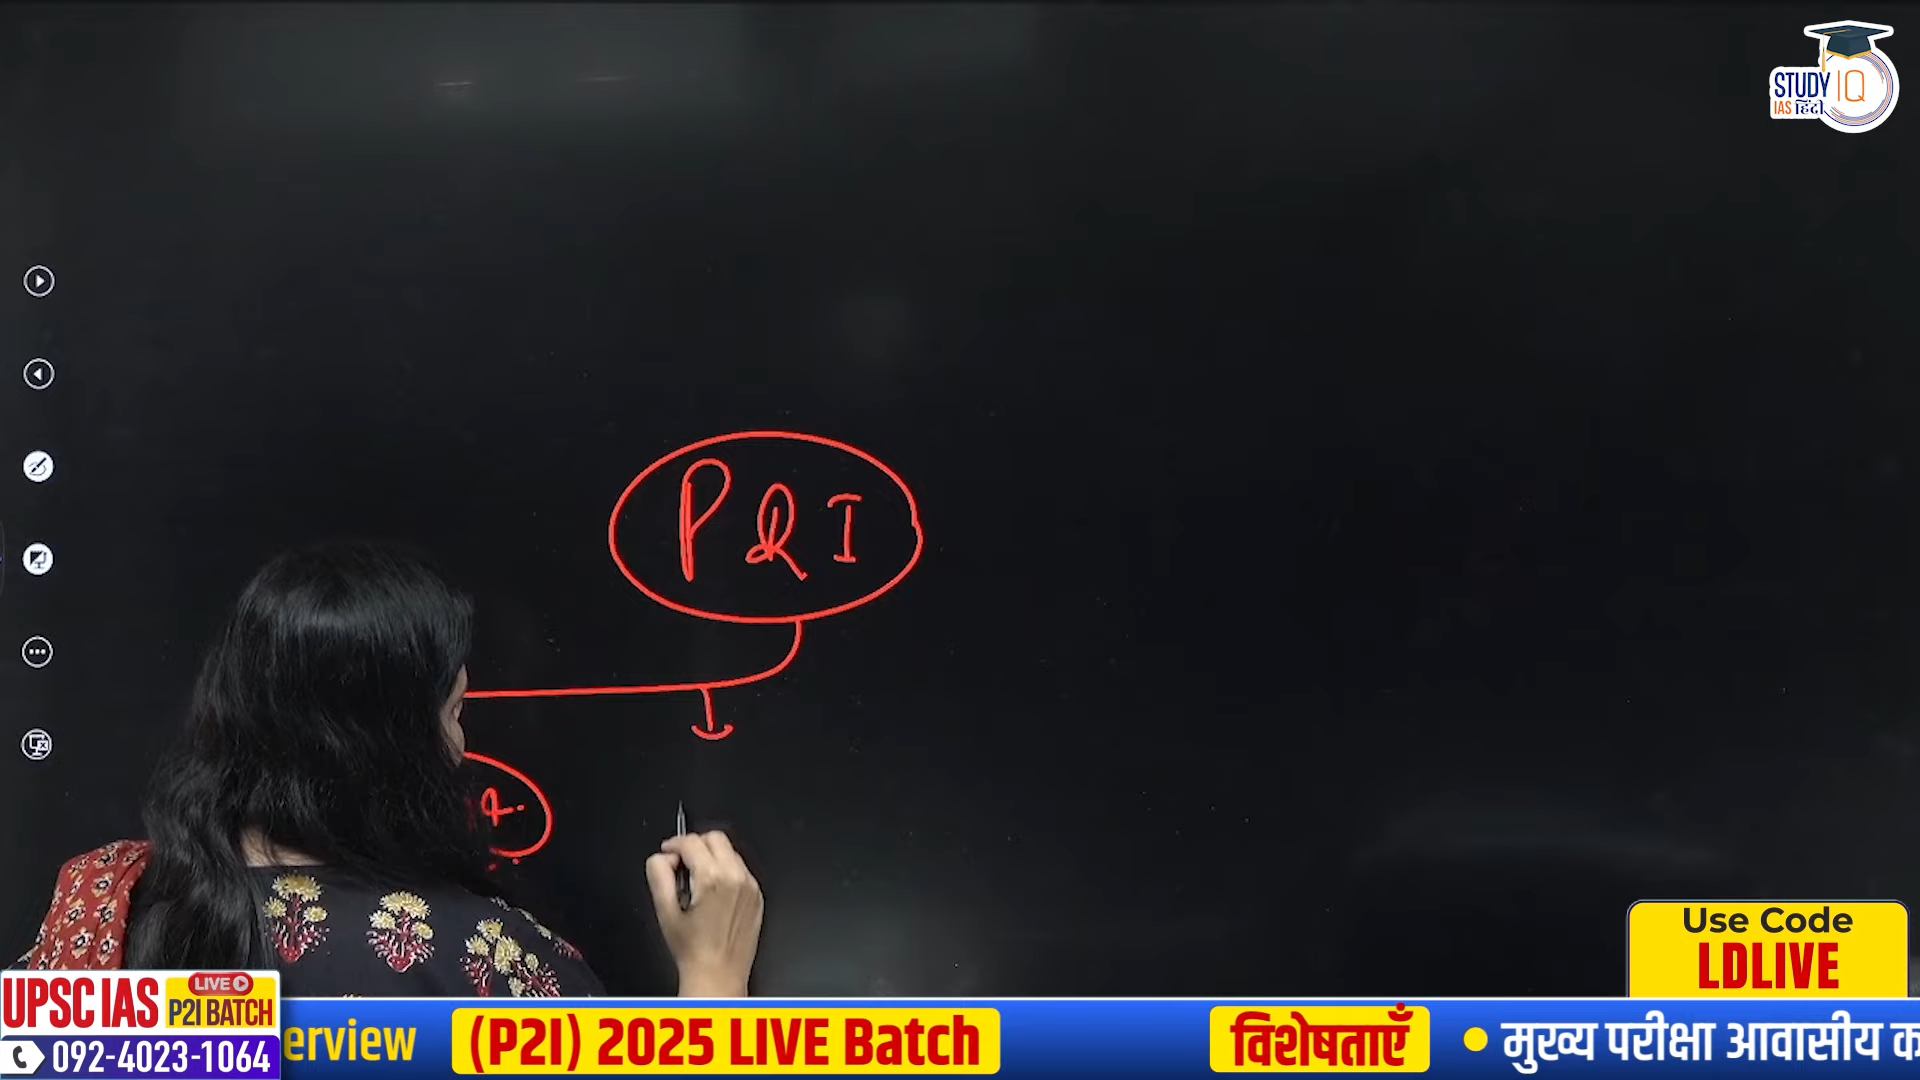 STUDY IQ
IAS हिंदी
PRI
R.
Use Code
LDLIVE
UPSC IAS
LIVE
P2I BATCH
092-4023-1064
erview
(P2I) 2025 LIVE Batch
विशेषताएँ
मुख्य परीक्षा आवासीय क